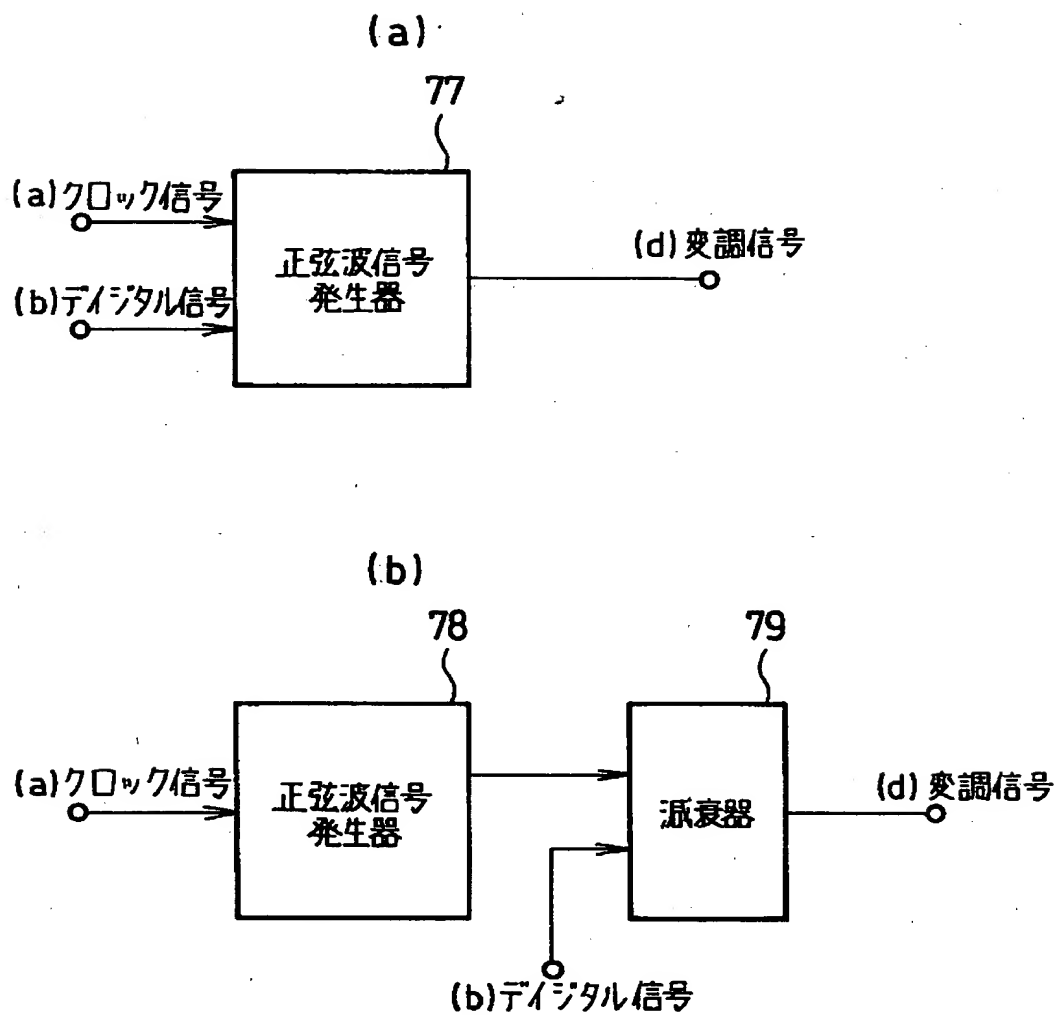 (a)
77
(a)クロック信号
(b)デイジタル信号
正弦波信号
発生器
(d)変調信号
(b)
78
79
(a)クロック信号
正弦波信号
発生器
減衰器
(d)変調信号
(b)デイジタル信号